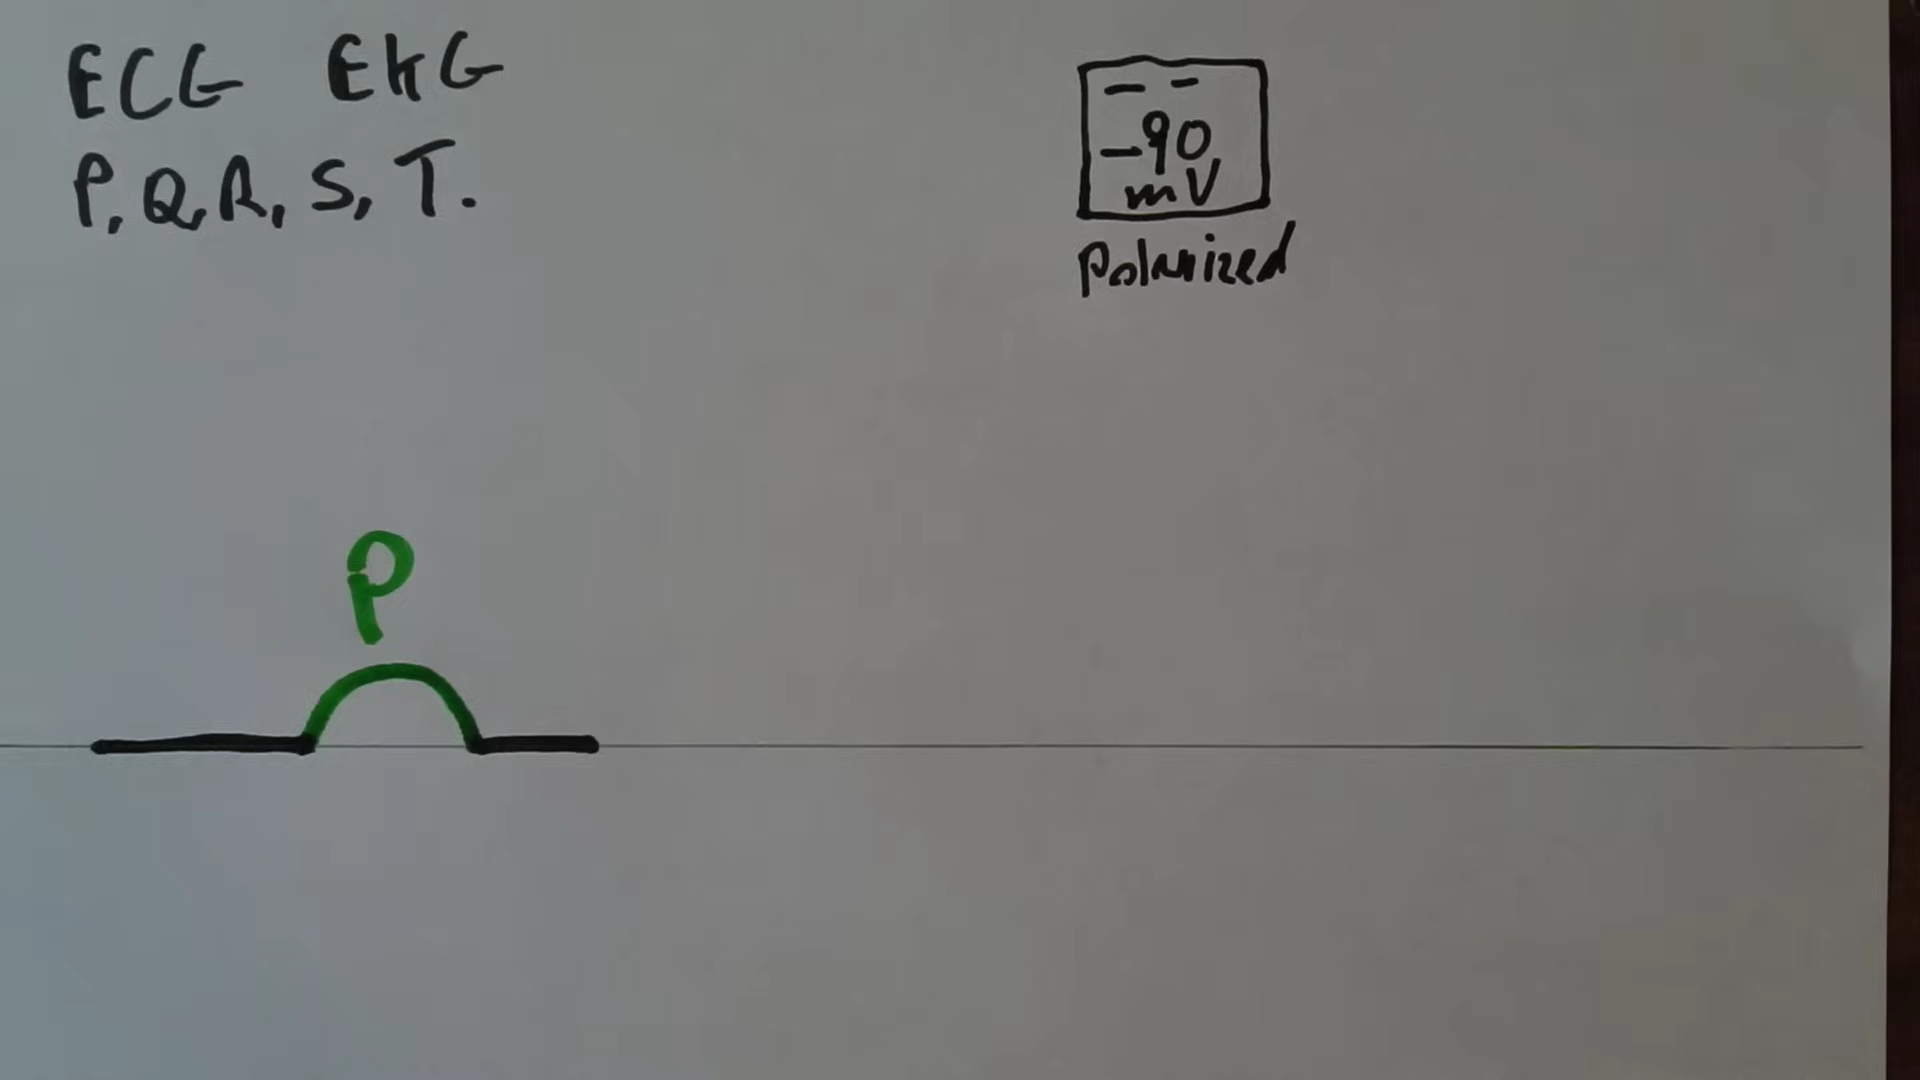 ECG EKG
P, Q, R, S, T.
-90
mV
Polarized
P